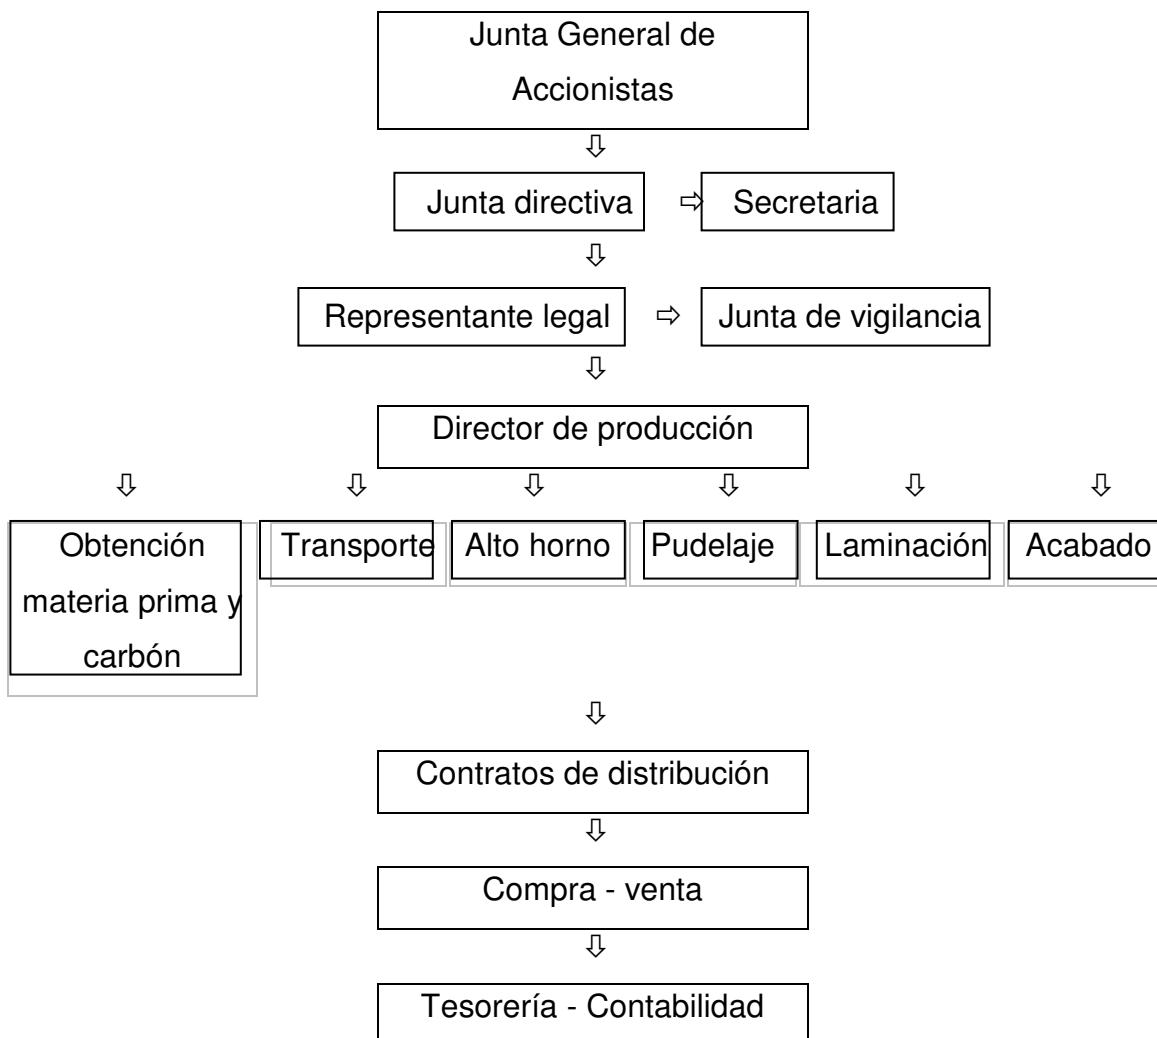 Junta General de
Accionistas
⇩
Junta directiva ⇨ Secretaria
⇩
Representante legal ⇨ Junta de vigilancia
⇩
Director de producción
⇩ ⇩ ⇩ ⇩ ⇩ ⇩
Obtención Transporte Alto horno Pudelaje Laminación Acabado
materia prima y
carbón
⇩
Contratos de distribución
⇩
Compra - venta
⇩
Tesorería - Contabilidad